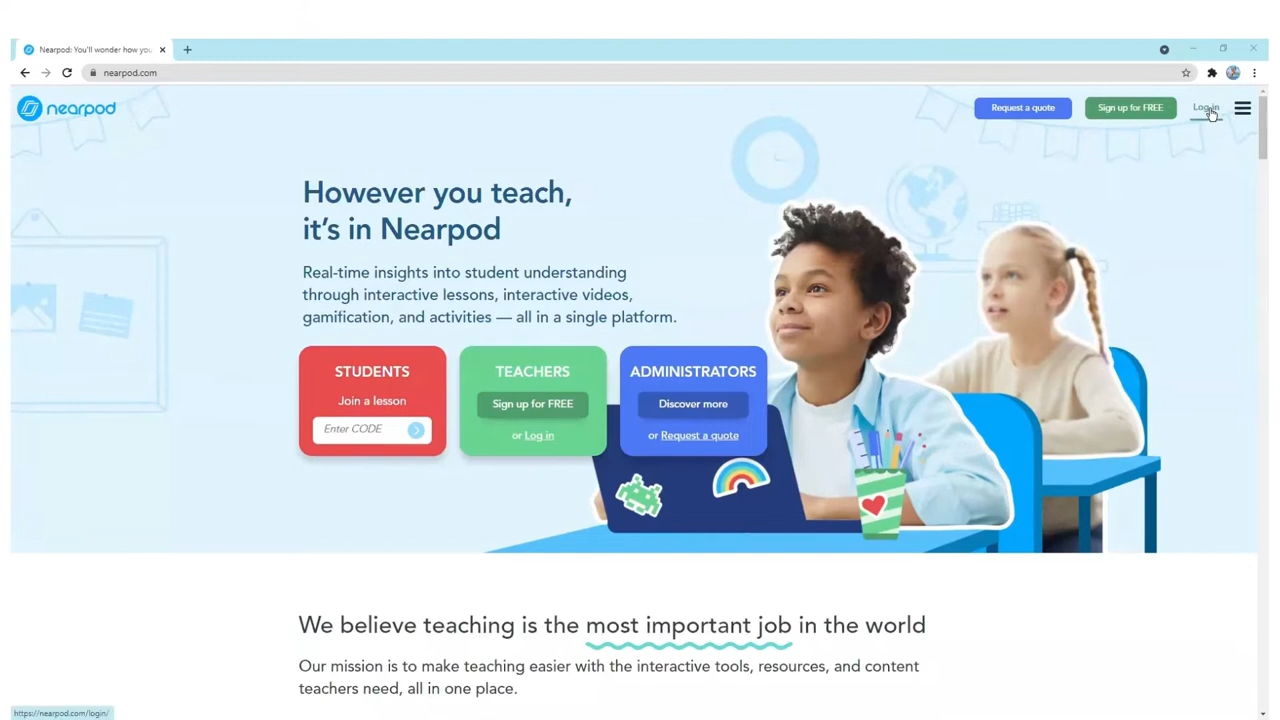 Nearpod: You'll wonder how you
nearpod.com
nearpod
Request a quote
Sign up for FREE
Log in
However you teach,
it's in Nearpod
Real-time insights into student understanding
through interactive lessons, interactive videos,
gamification, and activities — all in a single platform.
STUDENTS
Join a lesson
Enter CODE
TEACHERS
Sign up for FREE
or Log in
ADMINISTRATORS
Discover more
or Request a quote
We believe teaching is the most important job in the world
Our mission is to make teaching easier with the interactive tools, resources, and content
teachers need, all in one place.
https://nearpod.com/login/